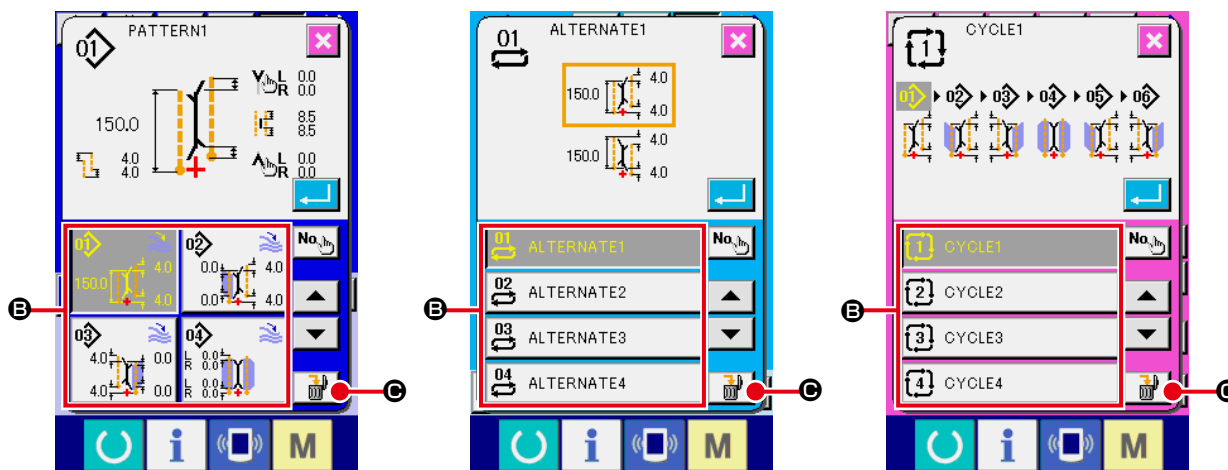 01 PATTERN1
L 0.0
R 0.0
150.0
8.5
8.5
4.0
4.0
L 0.0
R 0.0
01
150.0
4.0
4.0
02
0.0
4.0
0.0
4.0
No.
03
4.0
0.0
4.0
0.0
04
L 0.0
R 0.0
L 0.0
R 0.0
B
C
i
M
01 ALTERNATE1
150.0
4.0
4.0
150.0
4.0
4.0
01 ALTERNATE1
No.
02 ALTERNATE2
03 ALTERNATE3
04 ALTERNATE4
B
C
i
M
1 CYCLE1
01 02 03 04 05 06
1 CYCLE1
No.
2 CYCLE2
3 CYCLE3
4 CYCLE4
B
C
i
M